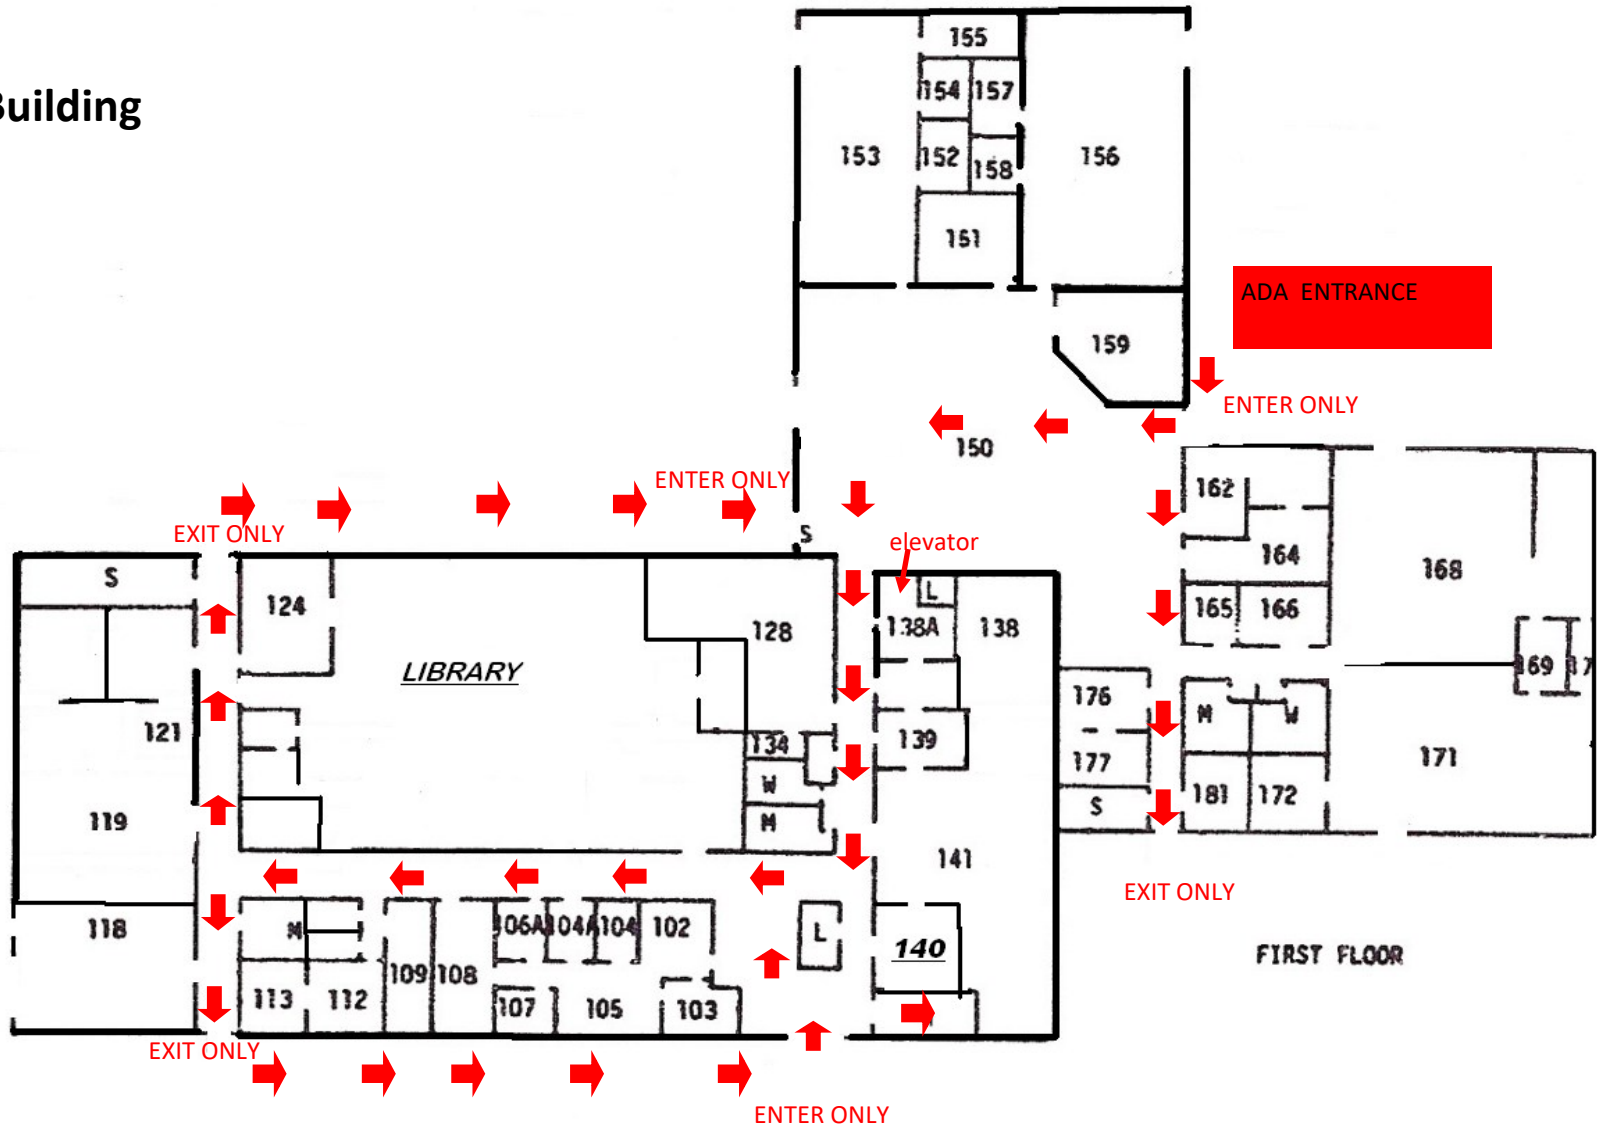 Building
155
154 157
153 152 158 156
151
ADA ENTRANCE
159
ENTER ONLY
150
ENTER ONLY
162
EXIT ONLY
S
elevator
164
168
S
124
L
128
138A 138
165 166
LIBRARY
169 17
176
M W
121
134 139
177
171
W
181 172
S
119
M
141
EXIT ONLY
118
M
106A 104A 104 102
L
140
FIRST FLOOR
109 108
113 112
107 105 103
EXIT ONLY
ENTER ONLY